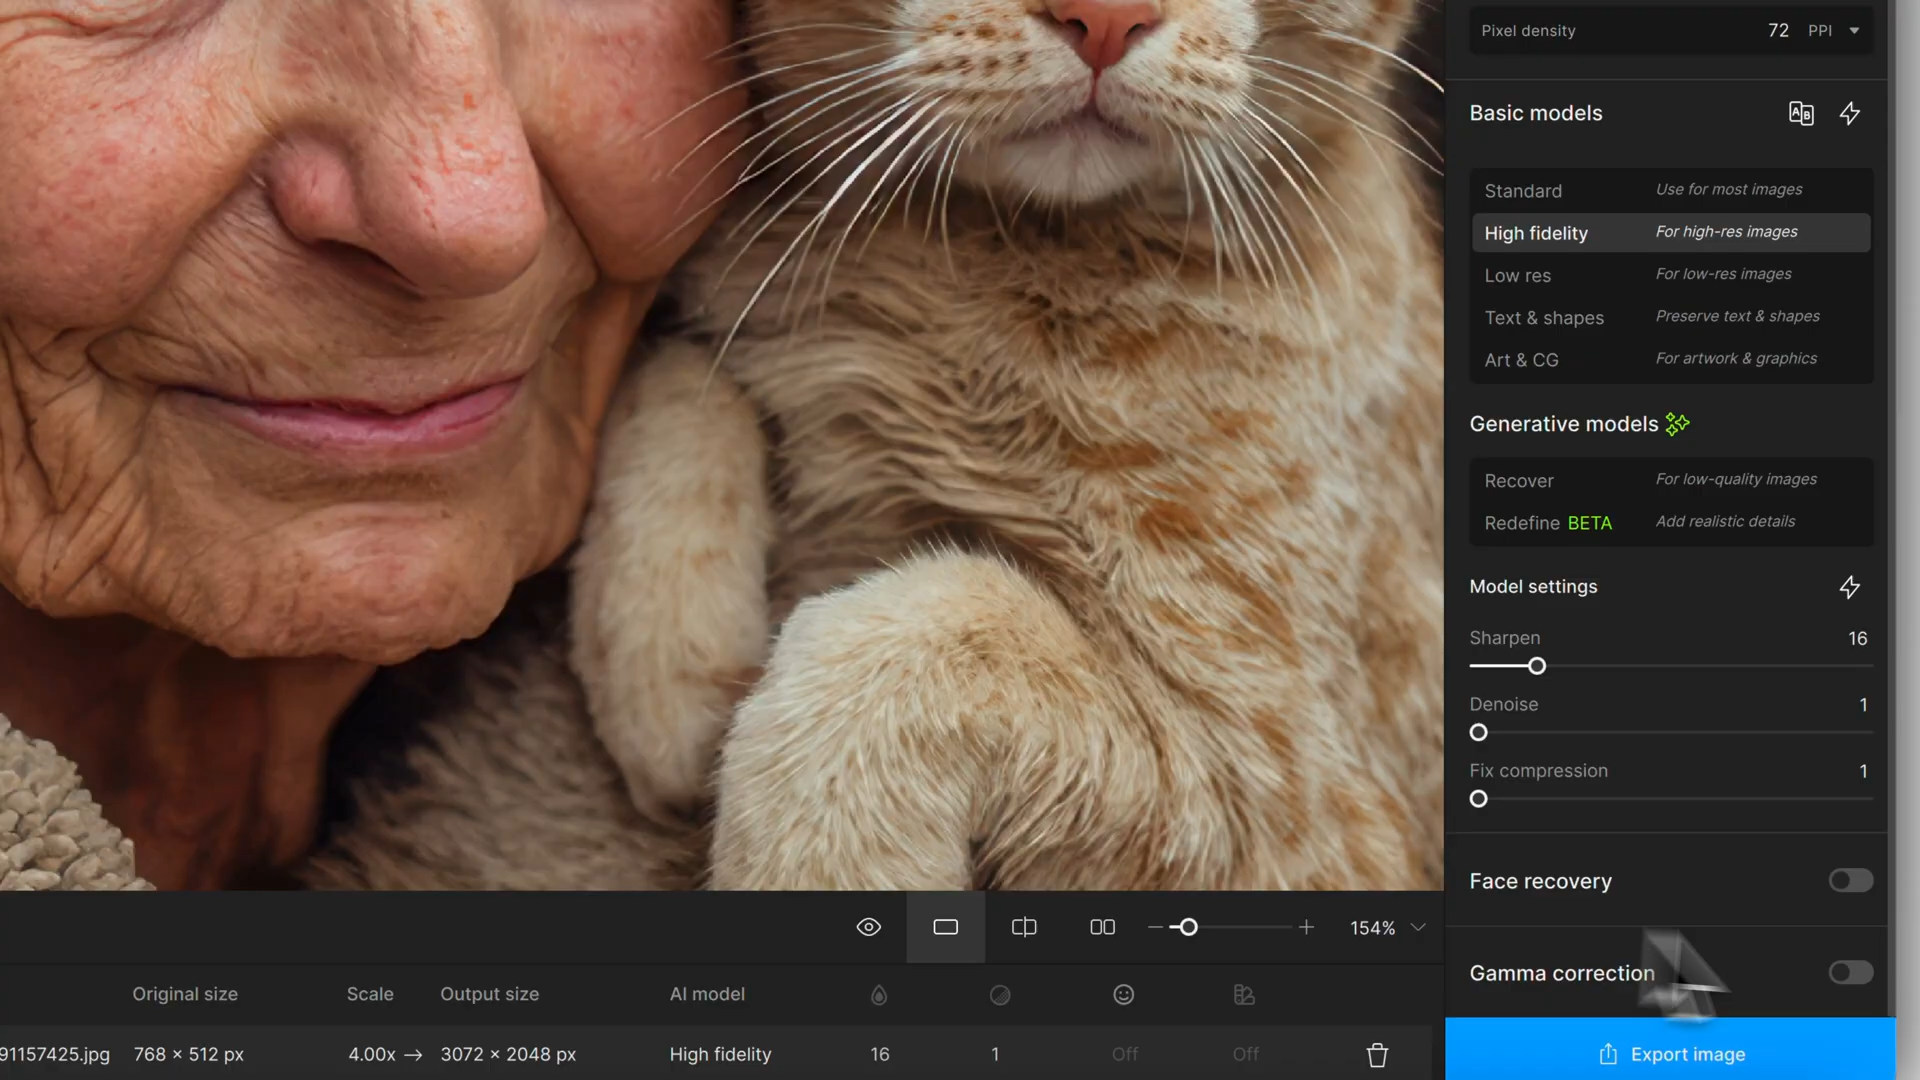 Pixel density 72 PPI
Basic models
Standard Use for most images
High fidelity For high-res images
Low res For low-res images
Text & shapes Preserve text & shapes
Art & CG For artwork & graphics
Generative models
Recover For low-quality images
Redefine BETA Add realistic details
Model settings
Sharpen 16
Denoise 1
Fix compression 1
Face recovery
Gamma correction
Export image
154%
Original size Scale Output size AI model
91157425.jpg 768 × 512 px 4.00x → 3072 × 2048 px High fidelity 16 1 Off Off